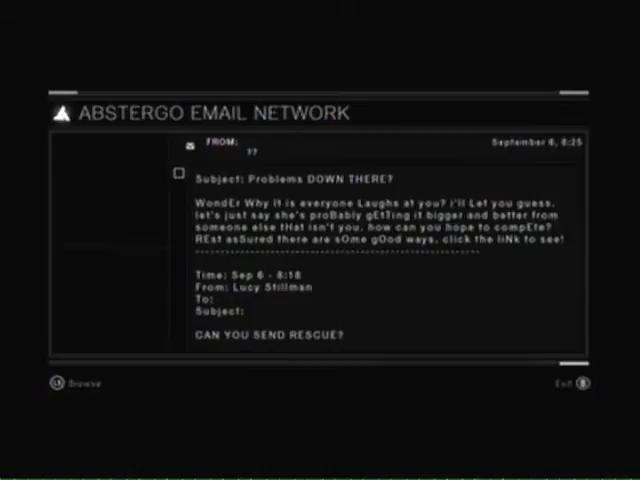 ABSTERGO EMAIL NETWORK
FROM:
??
September 6, 8:25
Subject: Problems DOWN THERE?
WondEr Why it is everyone Laughs at you? i'll Let you guess.
let's just say she's proBably gEtTing it bigger and better from
someone else tHat isn't you. how can you hope to compEte?
REst asSured there are sOme gOod ways, click the liNk to see!
Time: Sep 6 - 8:18
From: Lucy Stillman
To:
Subject:
CAN YOU SEND RESCUE?
LS Browse
Exit B